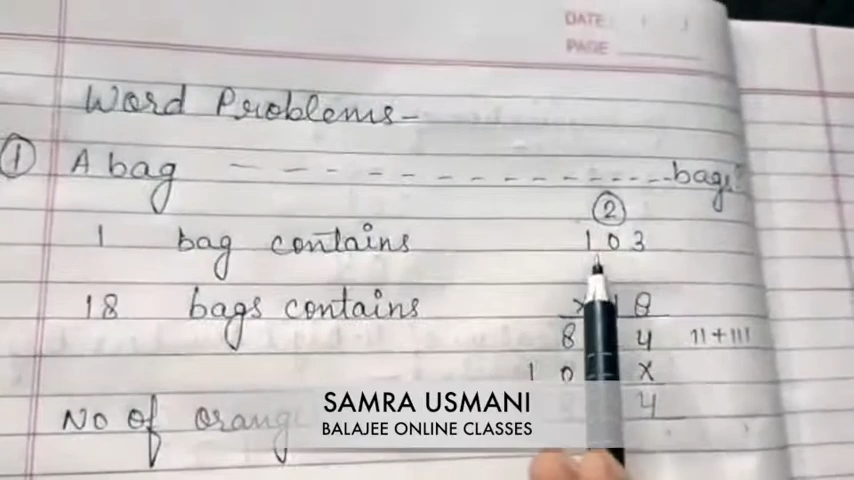 DATE
PAGE
Word Problems-
① A bag - - - - - - - - - - - - - - bags?
②
1 bag contains 103
18 bags contains × 8
8 4 11+111
1 0 ×
No of orang 4
SAMRA USMANI
BALAJEE ONLINE CLASSES